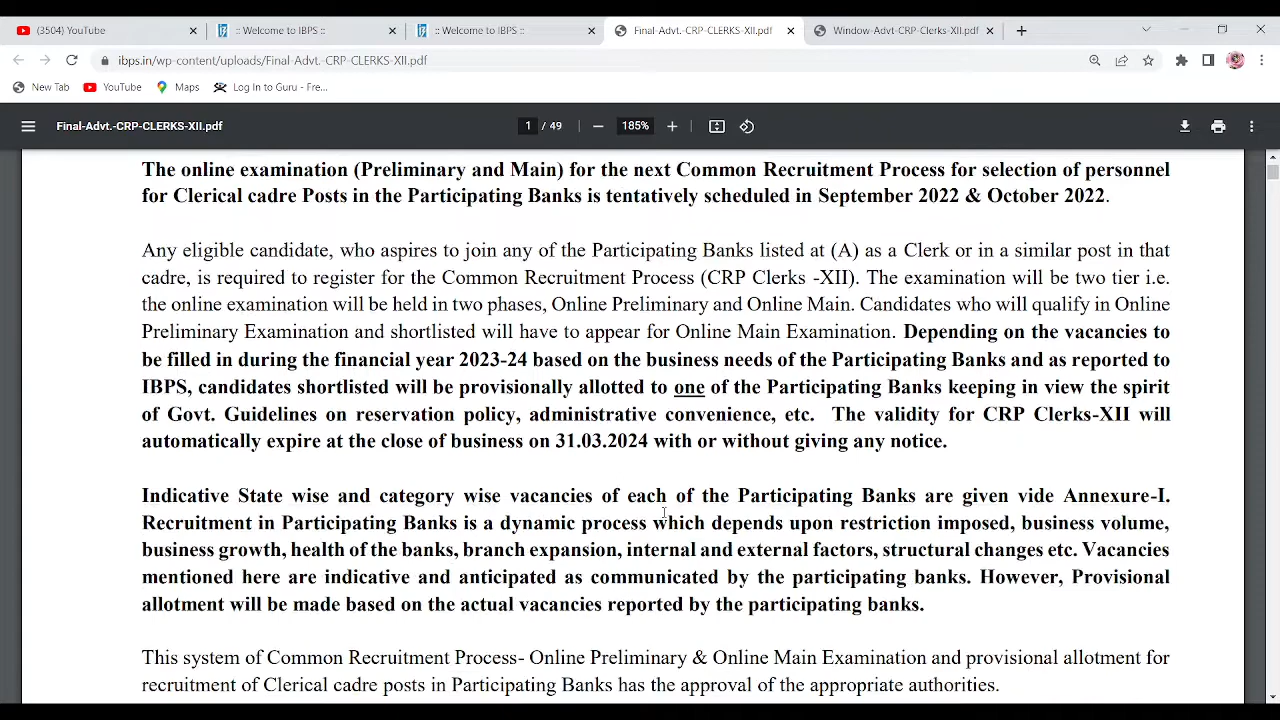 (3504) YouTube
:: Welcome to IBPS ::
:: Welcome to IBPS ::
Final-Advt.-CRP-CLERKS-XII.pdf
Window-Advt-CRP-Clerks-XII.pdf
ibps.in/wp-content/uploads/Final-Advt.-CRP-CLERKS-XII.pdf
New Tab
YouTube
Maps
Log In to Guru - Fre...
Final-Advt.-CRP-CLERKS-XII.pdf
1 / 49
185%
The online examination (Preliminary and Main) for the next Common Recruitment Process for selection of personnel
for Clerical cadre Posts in the Participating Banks is tentatively scheduled in September 2022 & October 2022.
Any eligible candidate, who aspires to join any of the Participating Banks listed at (A) as a Clerk or in a similar post in that
cadre, is required to register for the Common Recruitment Process (CRP Clerks -XII). The examination will be two tier i.e.
the online examination will be held in two phases, Online Preliminary and Online Main. Candidates who will qualify in Online
Preliminary Examination and shortlisted will have to appear for Online Main Examination. Depending on the vacancies to
be filled in during the financial year 2023-24 based on the business needs of the Participating Banks and as reported to
IBPS, candidates shortlisted will be provisionally allotted to one of the Participating Banks keeping in view the spirit
of Govt. Guidelines on reservation policy, administrative convenience, etc. The validity for CRP Clerks-XII will
automatically expire at the close of business on 31.03.2024 with or without giving any notice.
Indicative State wise and category wise vacancies of each of the Participating Banks are given vide Annexure-I.
Recruitment in Participating Banks is a dynamic process which depends upon restriction imposed, business volume,
business growth, health of the banks, branch expansion, internal and external factors, structural changes etc. Vacancies
mentioned here are indicative and anticipated as communicated by the participating banks. However, Provisional
allotment will be made based on the actual vacancies reported by the participating banks.
This system of Common Recruitment Process- Online Preliminary & Online Main Examination and provisional allotment for
recruitment of Clerical cadre posts in Participating Banks has the approval of the appropriate authorities.